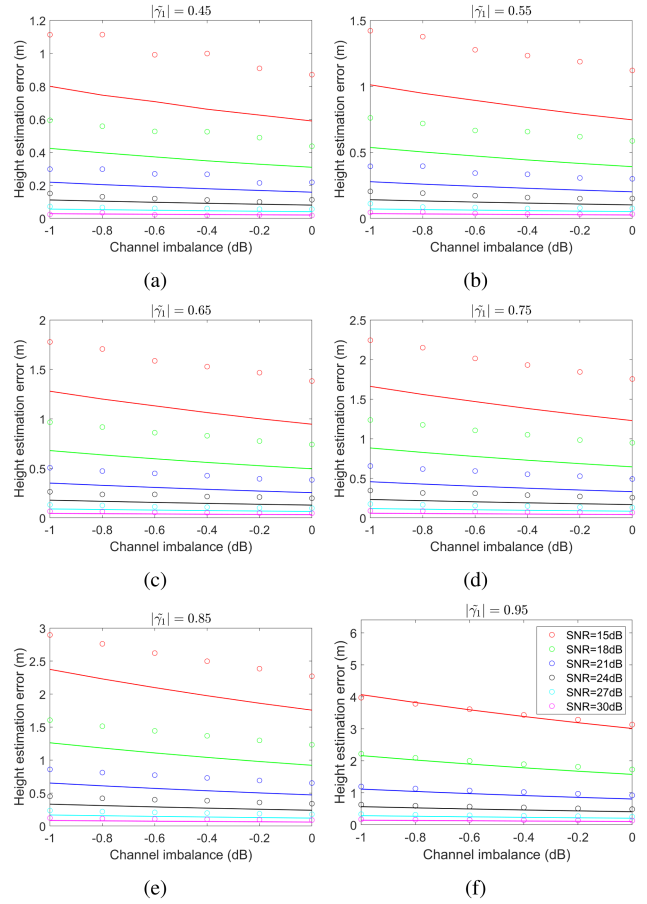 |γ̃₁| = 0.45
Height estimation error (m)
1.2
1
0.8
0.6
0.4
0.2
0
-1 -0.8 -0.6 -0.4 -0.2 0
Channel imbalance (dB)
(a)
|γ̃₁| = 0.55
Height estimation error (m)
1.5
1
0.5
0
-1 -0.8 -0.6 -0.4 -0.2 0
Channel imbalance (dB)
(b)
|γ̃₁| = 0.65
Height estimation error (m)
2
1.5
1
0.5
0
-1 -0.8 -0.6 -0.4 -0.2 0
Channel imbalance (dB)
(c)
|γ̃₁| = 0.75
Height estimation error (m)
2.5
2
1.5
1
0.5
0
-1 -0.8 -0.6 -0.4 -0.2 0
Channel imbalance (dB)
(d)
|γ̃₁| = 0.85
Height estimation error (m)
3
2.5
2
1.5
1
0.5
0
-1 -0.8 -0.6 -0.4 -0.2 0
Channel imbalance (dB)
(e)
|γ̃₁| = 0.95
Height estimation error (m)
6
5
4
3
2
1
0
SNR=15dB
SNR=18dB
SNR=21dB
SNR=24dB
SNR=27dB
SNR=30dB
-1 -0.8 -0.6 -0.4 -0.2 0
Channel imbalance (dB)
(f)